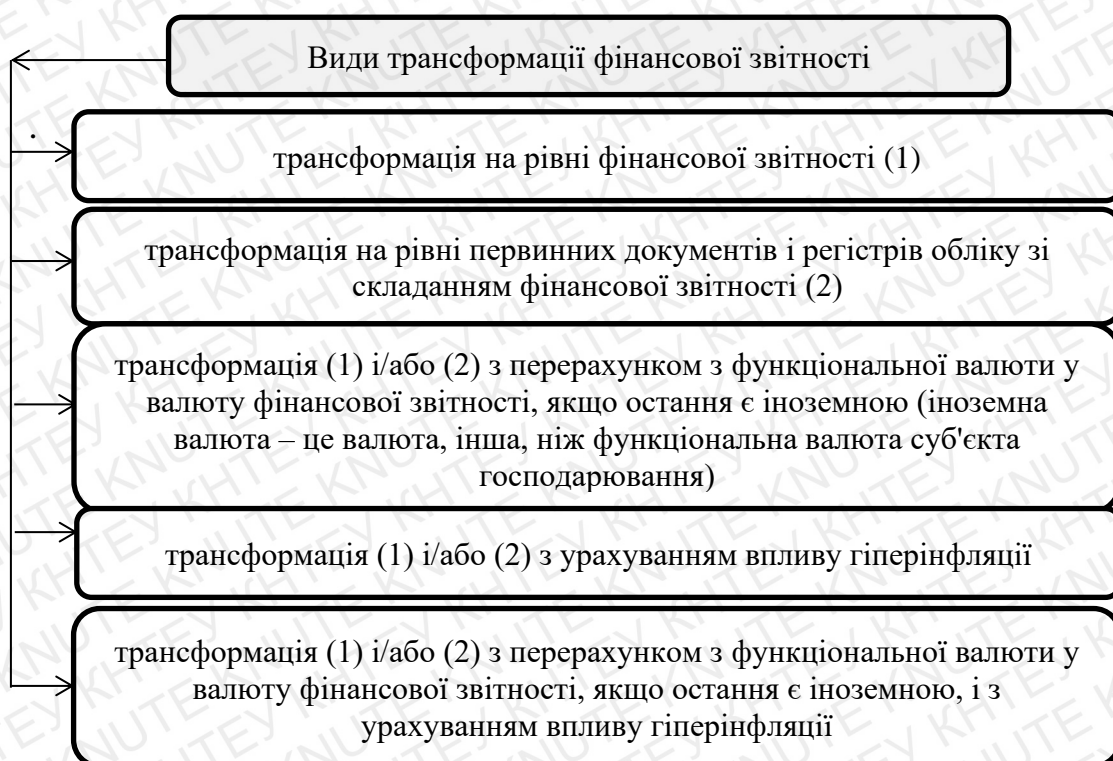 Види трансформації фінансової звітності
.
трансформація на рівні фінансової звітності (1)
трансформація на рівні первинних документів і регістрів обліку зі
складанням фінансової звітності (2)
трансформація (1) і/або (2) з перерахунком з функціональної валюти у
валюту фінансової звітності, якщо остання є іноземною (іноземна
валюта – це валюта, інша, ніж функціональна валюта суб'єкта
господарювання)
трансформація (1) і/або (2) з урахуванням впливу гіперінфляції
трансформація (1) і/або (2) з перерахунком з функціональної валюти у
валюту фінансової звітності, якщо остання є іноземною, і з
урахуванням впливу гіперінфляції